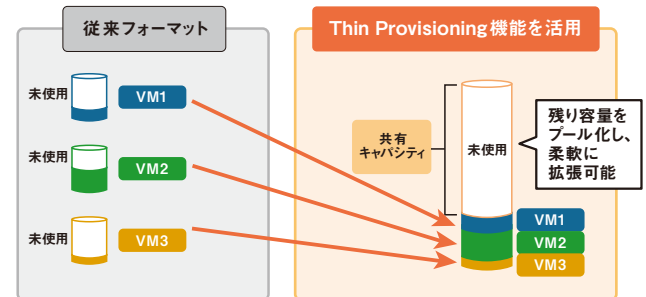 従来フォーマット
Thin Provisioning機能を活用
未使用
VM1
未使用
VM2
未使用
VM3
共有
キャパシティ
未使用
残り容量を
プール化し、
柔軟に
拡張可能
VM1
VM2
VM3